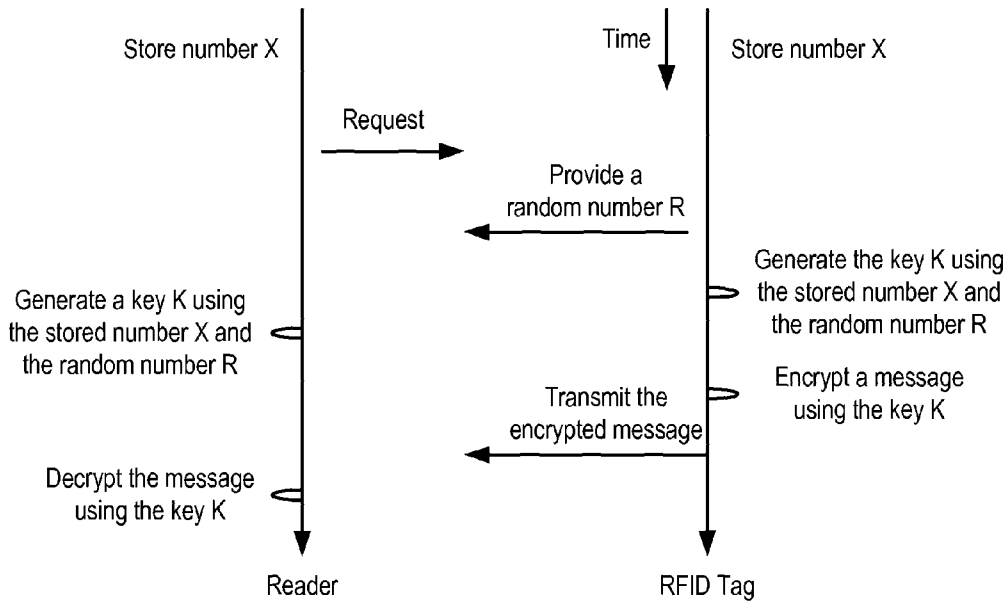 Store number X
Time
Store number X
Request
Provide a
random number R
Generate the key K using
the stored number X and
the random number R
Generate a key K using
the stored number X and
the random number R
Encrypt a message
using the key K
Transmit the
encrypted message
Decrypt the message
using the key K
Reader
RFID Tag